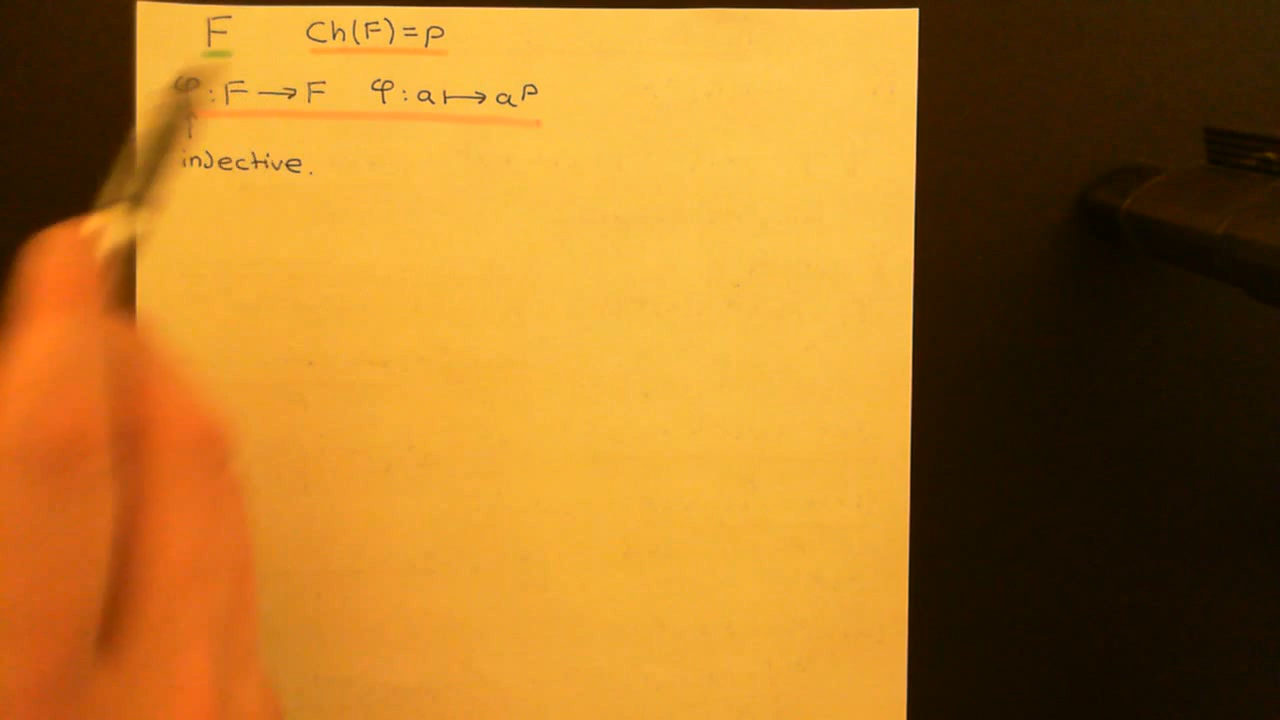 F Ch(F)=p
φ:F→F φ:a↦a^p
↑
injective.